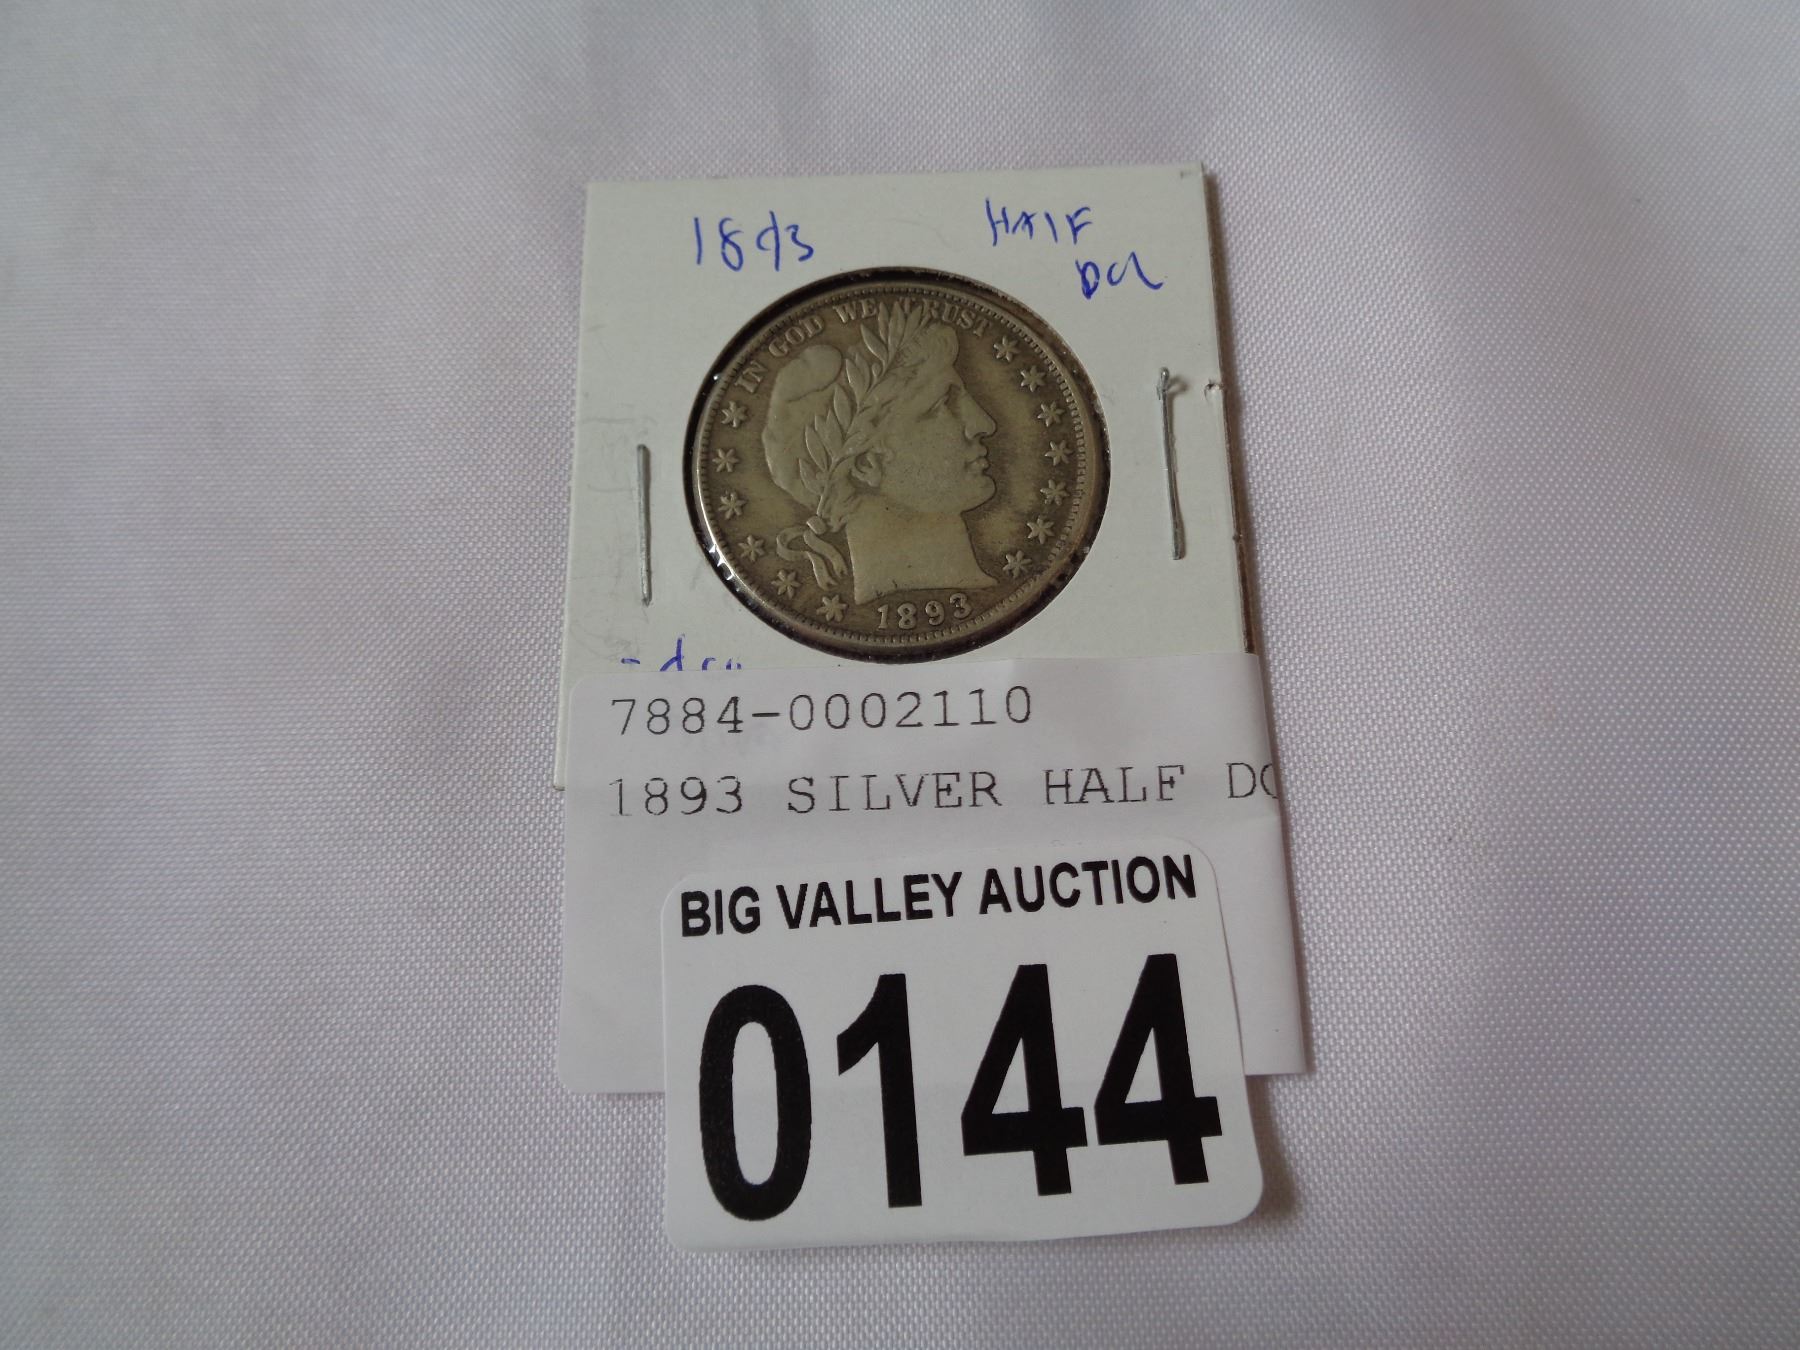 1893
HALF
DOL
IN GOD WE TRUST
1893
7884-0002110
1893 SILVER HALF DO
BIG VALLEY AUCTION
0144